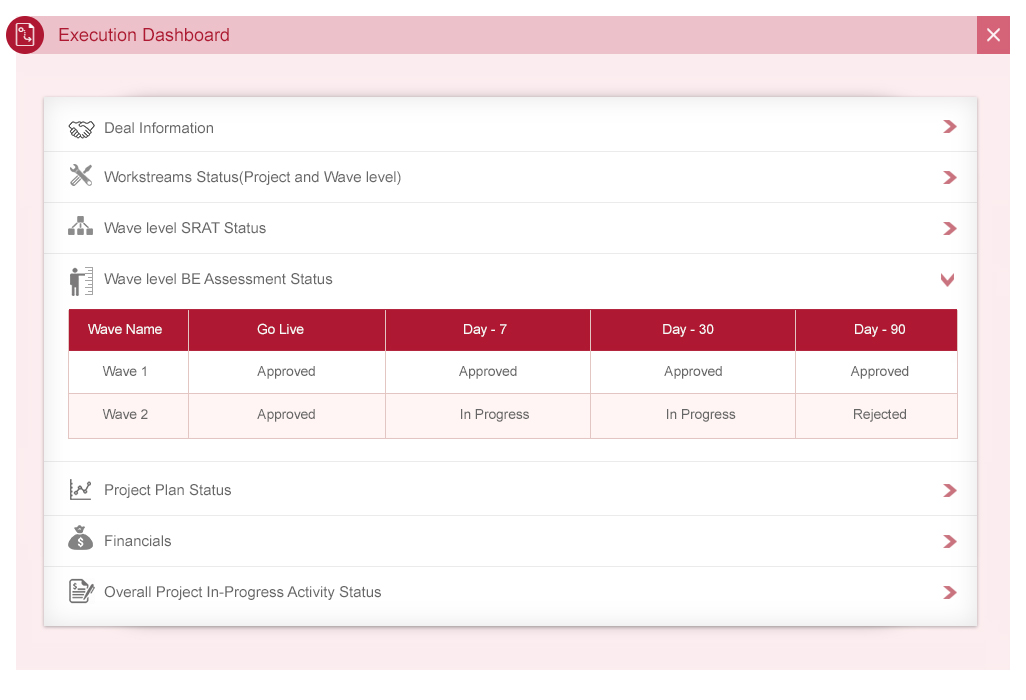 Execution Dashboard
Deal Information
Workstreams Status(Project and Wave level)
Wave level SRAT Status
Wave level BE Assessment Status
Wave Name Go Live Day - 7 Day - 30 Day - 90
Wave 1 Approved Approved Approved Approved
Wave 2 Approved In Progress In Progress Rejected
Project Plan Status
$
Financials
$
Overall Project In-Progress Activity Status